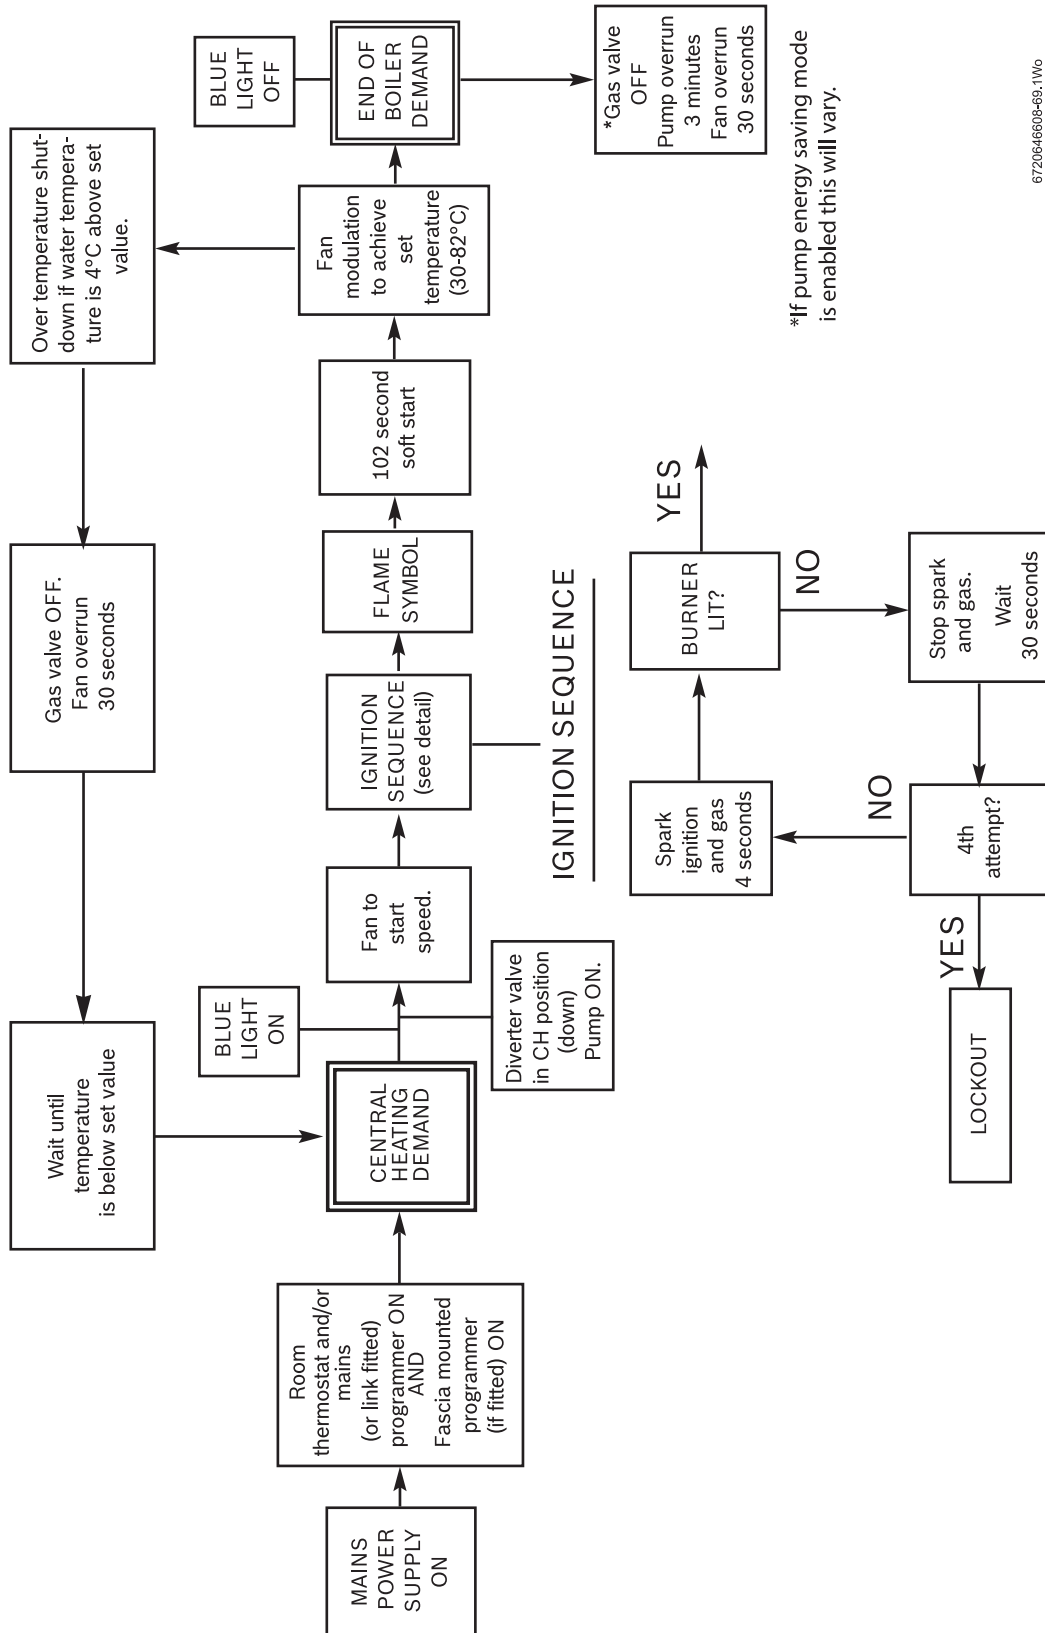 MAINS
POWER
SUPPLY
ON
Room
thermostat and/or
mains
(or link fitted)
programmer ON
AND
Fascia mounted
programmer
(if fitted) ON
CENTRAL
HEATING
DEMAND
BLUE
LIGHT
ON
Diverter valve
in CH position
(down)
Pump ON.
Fan to
start
speed.
IGNITION
SEQUENCE
(see detail)
FLAME
SYMBOL
102 second
soft start
Fan
modulation
to achieve
set
temperature
(30-82°C)
END OF
BOILER
DEMAND
BLUE
LIGHT
OFF
*Gas valve
OFF
Pump overrun
3 minutes
Fan overrun
30 seconds
Over temperature shut-
down if water tempera-
ture is 4°C above set
value.
Gas valve OFF.
Fan overrun
30 seconds
Wait until
temperature
is below set value
*If pump energy saving mode
is enabled this will vary.
IGNITION SEQUENCE
Spark
ignition
and gas
4 seconds
BURNER
LIT?
YES
NO
Stop spark
and gas.
Wait
30 seconds
4th
attempt?
NO
YES
LOCKOUT
6720646608-69.1Wo